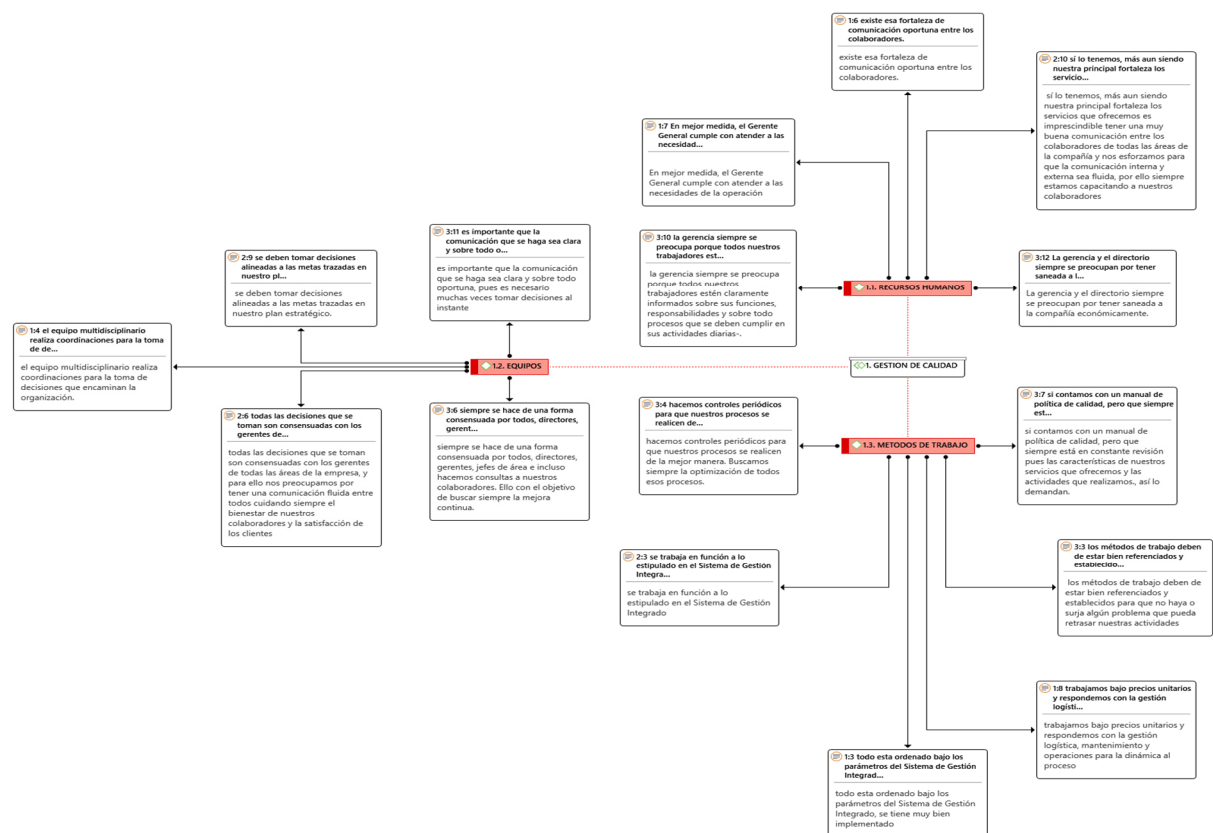 1:6 existe esa fortaleza de
comunicación oportuna entre los
colaboradores.
existe esa fortaleza de
comunicación oportuna entre los
colaboradores.
2:10 sí lo tenemos, más aun siendo
nuestra principal fortaleza los
servicio...
sí lo tenemos, más aun siendo
nuestra principal fortaleza los
servicios que ofrecemos es
imprescindible tener una muy
buena comunicación entre los
colaboradores de todas las áreas de
la compañía y nos esforzamos para
que la comunicación interna y
externa sea fluida, por ello siempre
estamos capacitando a nuestros
colaboradores
1:7 En mejor medida, el Gerente
General cumple con atender a las
necesidad...
En mejor medida, el Gerente
General cumple con atender a las
necesidades de la operación
3:11 es importante que la
comunicación que se haga sea clara
y sobre todo o...
es importante que la comunicación
que se haga sea clara y sobre todo
oportuna, pues es necesario
muchas veces tomar decisiones al
instante
3:10 la gerencia siempre se
preocupa porque todos nuestros
trabajadores est...
la gerencia siempre se preocupa
porque todos nuestros
trabajadores estén claramente
informados sobre sus funciones,
responsabilidades y sobre todo
procesos que se deben cumplir en
sus actividades diarias-.
2:9 se deben tomar decisiones
alineadas a las metas trazadas en
nuestro pl...
se deben tomar decisiones
alineadas a las metas trazadas en
nuestro plan estratégico.
3:12 La gerencia y el directorio
siempre se preocupan por tener
saneada a l...
La gerencia y el directorio siempre
se preocupan por tener saneada a
la compañía económicamente.
1.1. RECURSOS HUMANOS
1:4 el equipo multidisciplinario
realiza coordinaciones para la toma
de de...
el equipo multidisciplinario realiza
coordinaciones para la toma de
decisiones que encaminan la
organización.
1.2. EQUIPOS
1. GESTION DE CALIDAD
2:6 todas las decisiones que se
toman son consensuadas con los
gerentes de...
todas las decisiones que se toman
son consensuadas con los gerentes
de todas las áreas de la empresa, y
para ello nos preocupamos por
tener una comunicación fluida entre
todos cuidando siempre el
bienestar de nuestros
colaboradores y la satisfacción de
los clientes
3:6 siempre se hace de una forma
consensuada por todos, directores,
gerent...
siempre se hace de una forma
consensuada por todos, directores,
gerentes, jefes de área e incluso
hacemos consultas a nuestros
colaboradores. Ello con el objetivo
de buscar siempre la mejora
continua.
3:4 hacemos controles periódicos
para que nuestros procesos se
realicen de...
hacemos controles periódicos para
que nuestros procesos se realicen
de la mejor manera. Buscamos
siempre la optimización de todos
esos procesos.
3:7 si contamos con un manual de
política de calidad, pero que siempre
est...
si contamos con un manual de
política de calidad, pero que
siempre está en constante revisión
pues las características de nuestros
servicios que ofrecemos y las
actividades que realizamos., así lo
demandan.
1.3. METODOS DE TRABAJO
2:3 se trabaja en función a lo
estipulado en el Sistema de Gestión
Integra...
se trabaja en función a lo
estipulado en el Sistema de Gestión
Integrado
3:3 los métodos de trabajo deben
de estar bien referenciados y
establecido...
los métodos de trabajo deben de
estar bien referenciados y
establecidos para que no haya o
surja algún problema que pueda
retrasar nuestras actividades
1:8 trabajamos bajo precios unitarios
y respondemos con la gestión
logísti...
trabajamos bajo precios unitarios y
respondemos con la gestión
logística, mantenimiento y
operaciones para la dinámica al
proceso
1:3 todo esta ordenado bajo los
parámetros del Sistema de Gestión
Integrad...
todo esta ordenado bajo los
parámetros del Sistema de Gestión
Integrado, se tiene muy bien
implementado